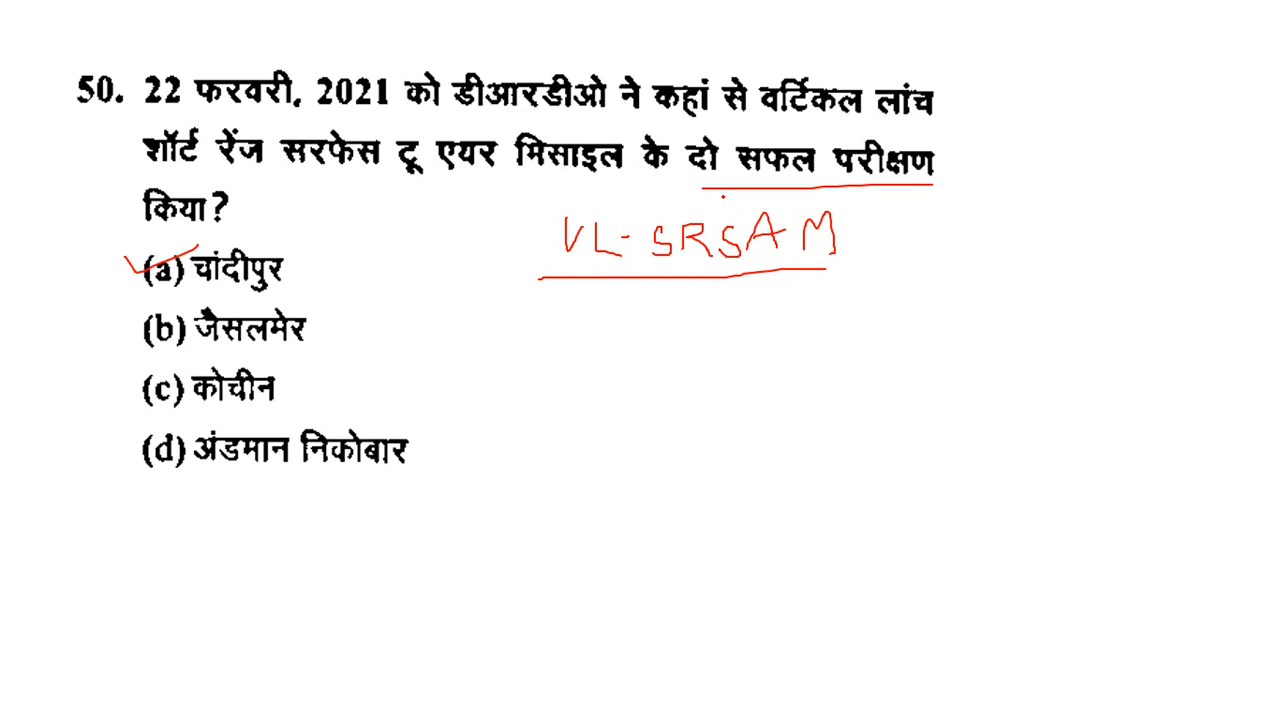 50. 22 फरवरी, 2021 को डीआरडीओ ने कहां से वर्टिकल लांच
शॉर्ट रेंज सरफेस टू एयर मिसाइल के दो सफल परीक्षण
किया?
VL-SRSAM
(a) चांदीपुर
(b) जैसलमेर
(c) कोचीन
(d) अंडमान निकोबार